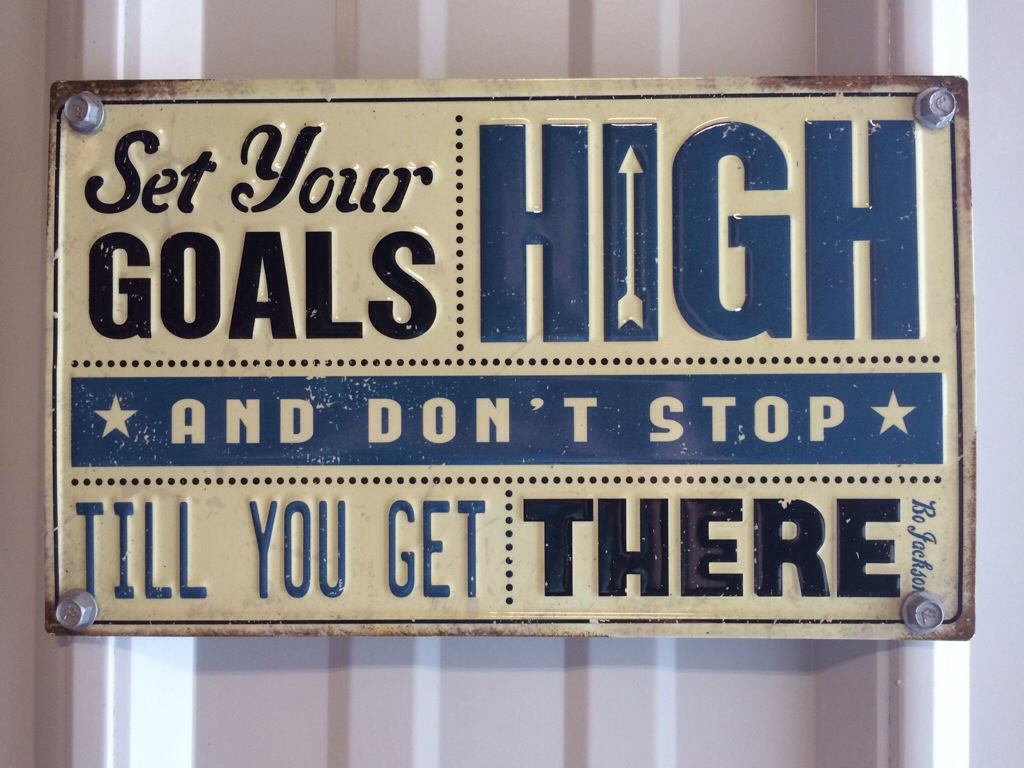 Set Your
GOALS
HIGH
AND DON'T STOP
TILL YOU GET
THERE
Bo Jackson